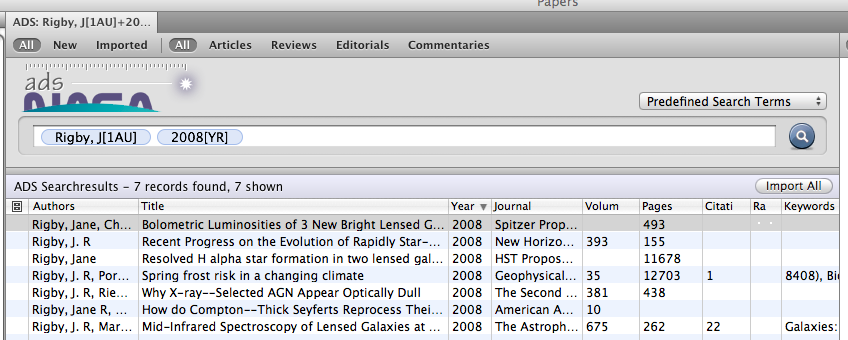 Papers
ADS: Rigby, J[1AU]+20...
All New Imported All Articles Reviews Editorials Commentaries
ads
NASA
Predefined Search Terms
Rigby, J[1AU] 2008[YR]
ADS Searchresults – 7 records found, 7 shown Import All
Authors Title Year Journal Volum Pages Citati Ra Keywords
Rigby, Jane, Ch... Bolometric Luminosities of 3 New Bright Lensed G... 2008 Spitzer Prop... 493
Rigby, J. R Recent Progress on the Evolution of Rapidly Star-... 2008 New Horizo... 393 155
Rigby, Jane Resolved H alpha star formation in two lensed gal... 2008 HST Propos... 11678
Rigby, J. R, Por... Spring frost risk in a changing climate 2008 Geophysical... 35 12703 1 8408), Bio
Rigby, J. R, Rie... Why X-ray--Selected AGN Appear Optically Dull 2008 The Second ... 381 438
Rigby, Jane R, ... How do Compton--Thick Seyferts Reprocess Thei... 2008 American A... 10
Rigby, J. R, Mar... Mid-Infrared Spectroscopy of Lensed Galaxies at ... 2008 The Astroph... 675 262 22 Galaxies: